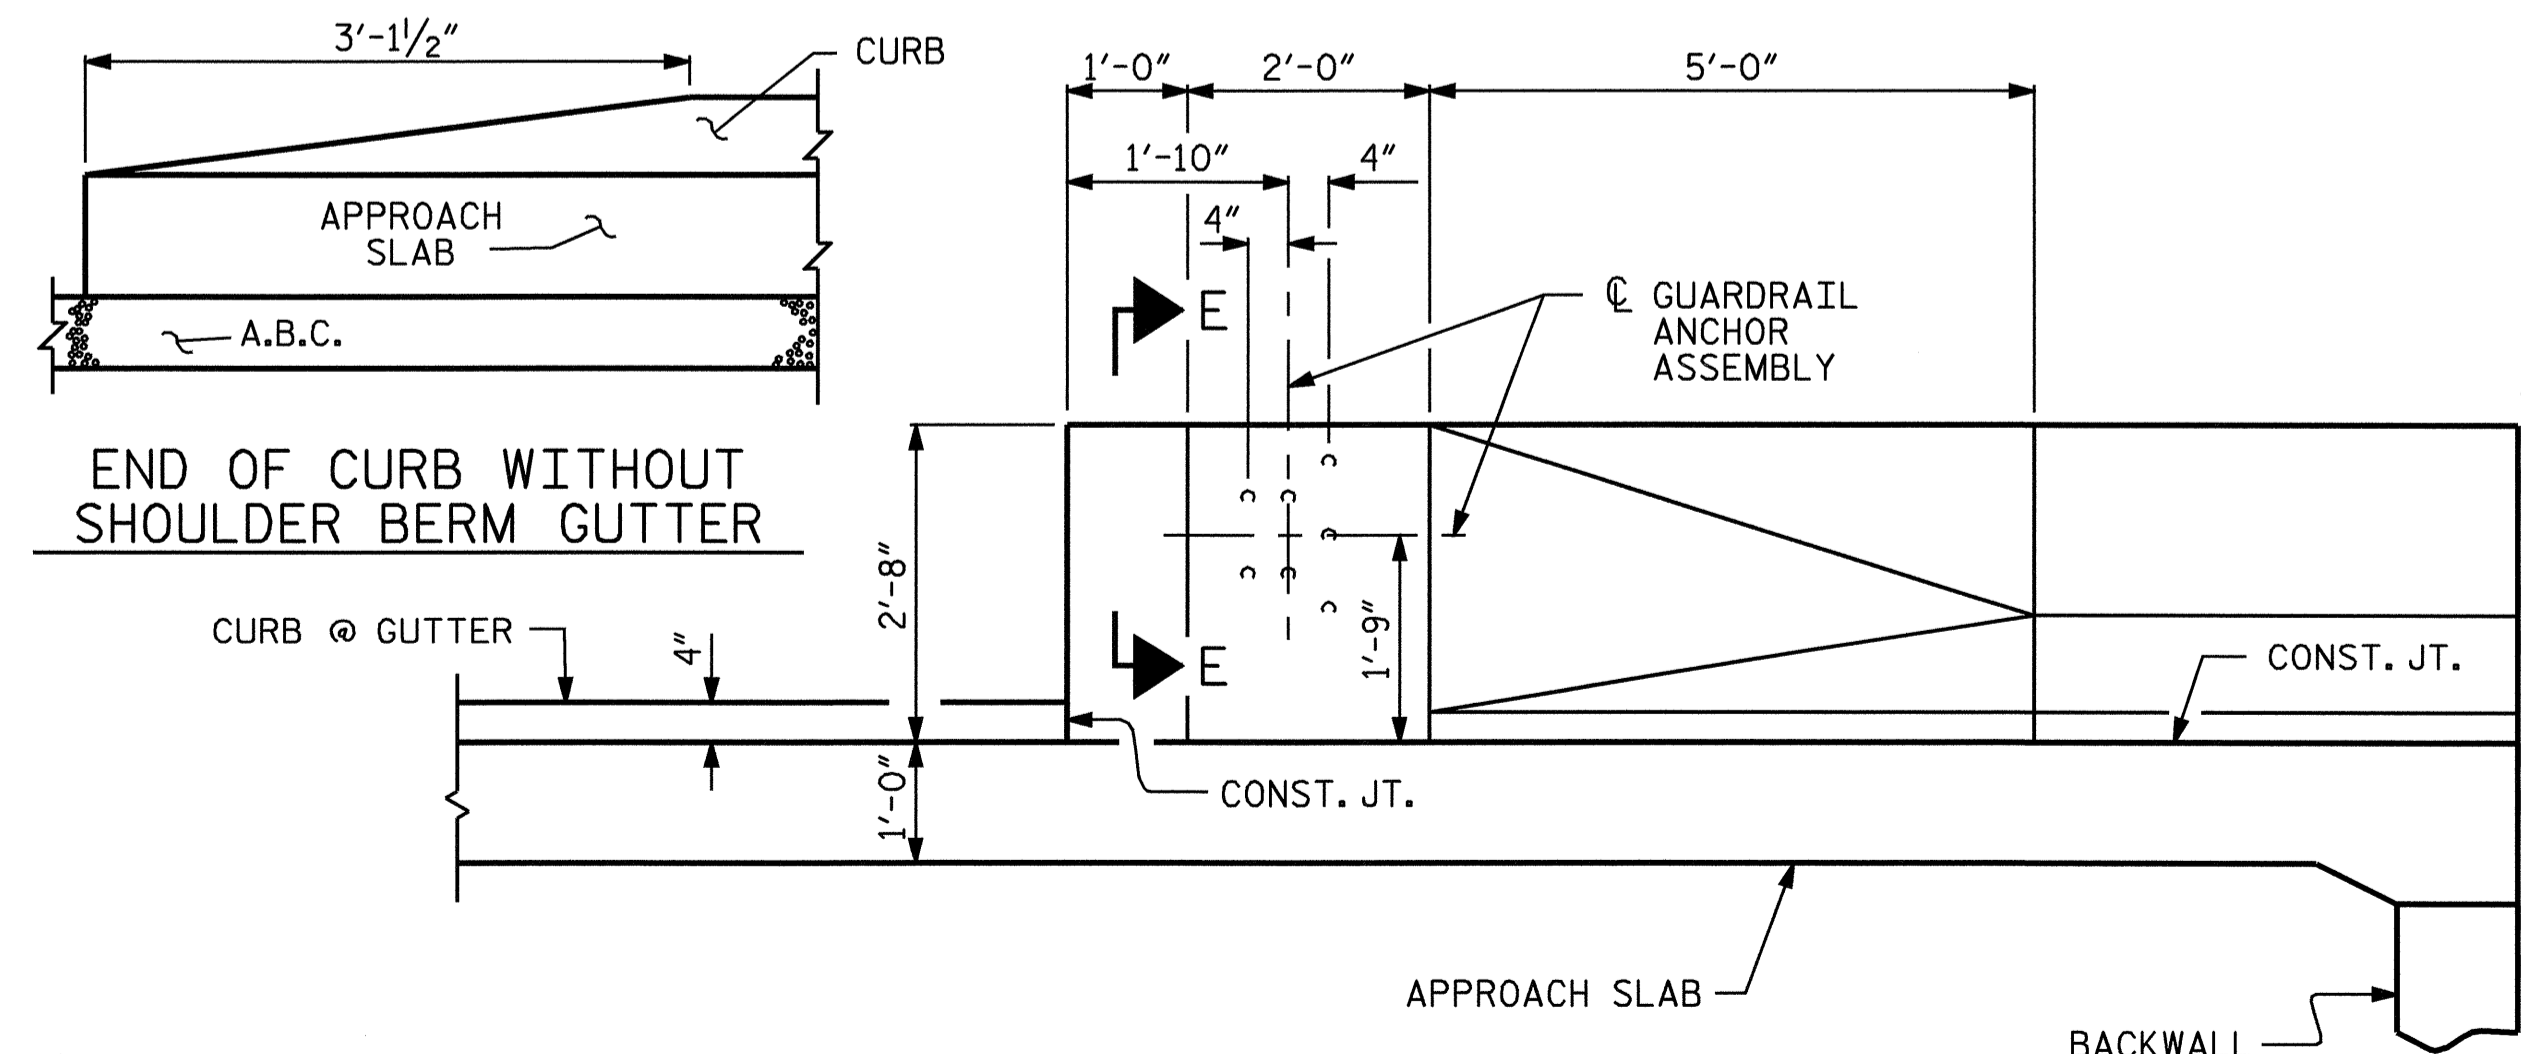 3'-1 1/2"
CURB
APPROACH
SLAB
A.B.C.
END OF CURB WITHOUT
SHOULDER BERM GUTTER
1'-0"
2'-0"
5'-0"
1'-10"
4"
4"
E
℄ GUARDRAIL
ANCHOR
ASSEMBLY
2'-8"
CURB @ GUTTER
4"
E
1'-9"
CONST. JT.
1'-0"
CONST. JT.
APPROACH SLAB
BACKWALL